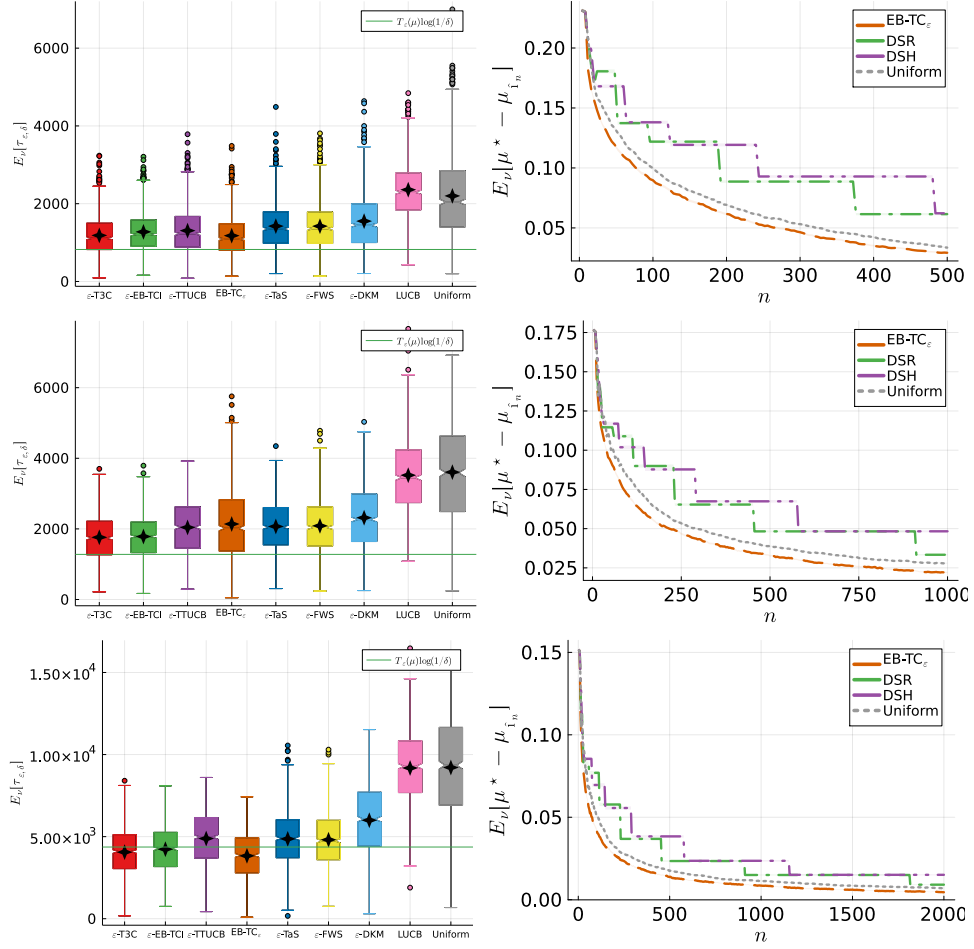 T_ε(μ)log(1/δ)
E_ν[τ_ε,δ]
6000
4000
2000
0
ε-T3C ε-EB-TCI ε-TTUCB EB-TC_ε ε-TaS ε-FWS ε-DKM LUCB Uniform
EB-TC_ε
DSR
DSH
Uniform
E_ν[μ* − μ_î_n]
0.20
0.15
0.10
0.05
0 100 200 300 400 500
n
T_ε(μ)log(1/δ)
E_ν[τ_ε,δ]
6000
4000
2000
0
ε-T3C ε-EB-TCI ε-TTUCB EB-TC_ε ε-TaS ε-FWS ε-DKM LUCB Uniform
EB-TC_ε
DSR
DSH
Uniform
E_ν[μ* − μ_î_n]
0.175
0.150
0.125
0.100
0.075
0.050
0.025
0 250 500 750 1000
n
T_ε(μ)log(1/δ)
E_ν[τ_ε,δ]
1.50×10⁴
1.00×10⁴
5.00×10³
0
ε-T3C ε-EB-TCI ε-TTUCB EB-TC_ε ε-TaS ε-FWS ε-DKM LUCB Uniform
EB-TC_ε
DSR
DSH
Uniform
E_ν[μ* − μ_î_n]
0.15
0.10
0.05
0.00
0 500 1000 1500 2000
n